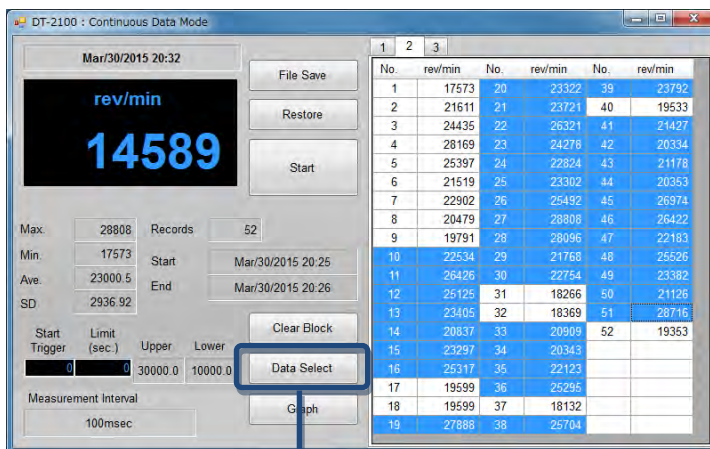 DT-2100 : Continuous Data Mode
Mar/30/2015 20:32
rev/min
14589
File Save
Restore
Start
Max. 28808 Records 52
Min. 17573 Start Mar/30/2015 20:25
Ave. 23000.5 End Mar/30/2015 20:26
SD 2936.92
Start Trigger Limit (sec.) Upper Lower
0 0 30000.0 10000.0
Measurement Interval
100msec
Clear Block
Data Select
Graph
1 2 3
No. rev/min No. rev/min No. rev/min
1 17573 20 23322 39 23792
2 21611 21 23721 40 19533
3 24435 22 26321 41 21427
4 28169 23 24276 42 20334
5 25397 24 22824 43 21178
6 21519 25 23302 44 20353
7 22902 26 25492 45 26974
8 20479 27 28808 46 26422
9 19791 28 28096 47 22183
10 22534 29 21768 48 25526
11 26426 30 22754 49 23382
12 25125 31 18266 50 21126
13 23405 32 18369 51 28716
14 20837 33 20909 52 19353
15 23297 34 20343
16 25317 35 22123
17 19599 36 25295
18 19599 37 18132
19 27888 38 25704